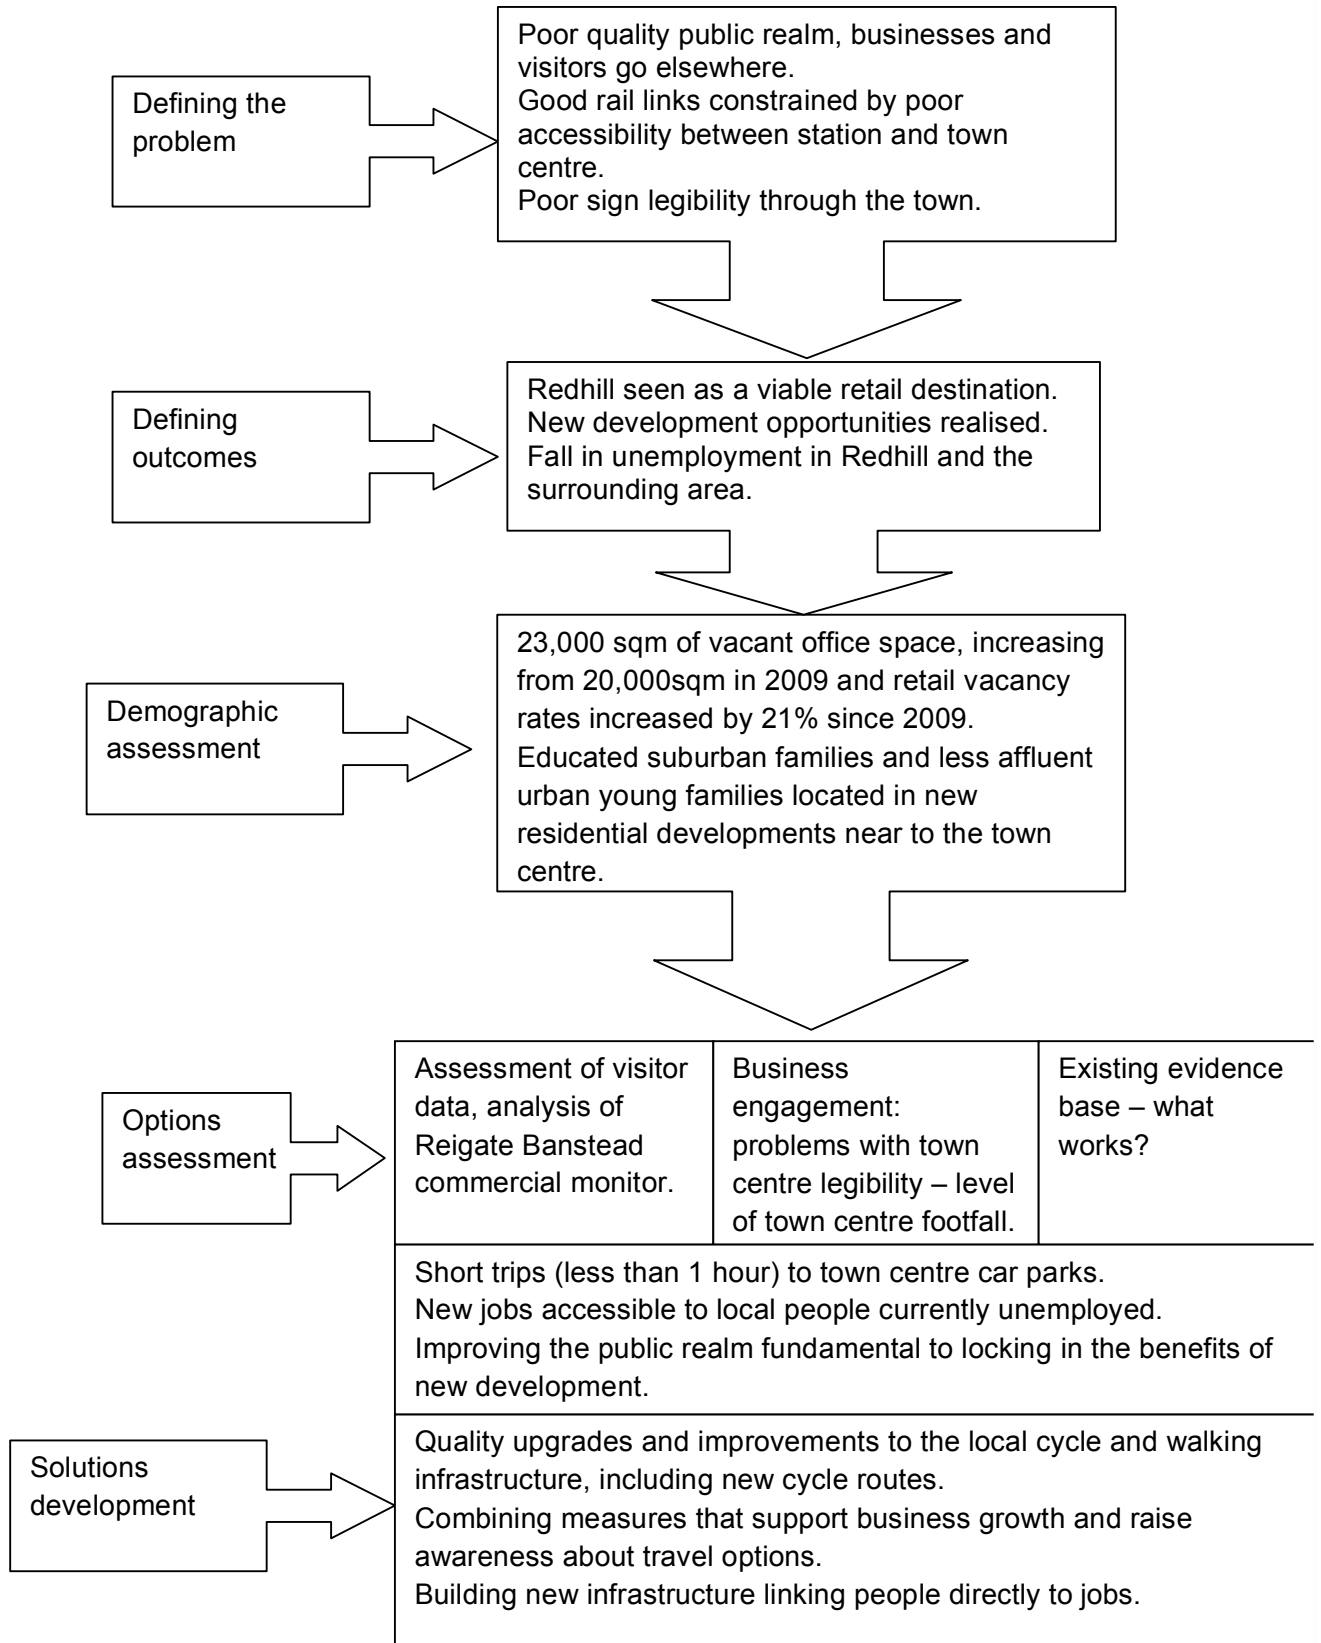 Defining the
problem
Poor quality public realm, businesses and
visitors go elsewhere.
Good rail links constrained by poor
accessibility between station and town
centre.
Poor sign legibility through the town.
Defining
outcomes
Redhill seen as a viable retail destination.
New development opportunities realised.
Fall in unemployment in Redhill and the
surrounding area.
Demographic
assessment
23,000 sqm of vacant office space, increasing
from 20,000sqm in 2009 and retail vacancy
rates increased by 21% since 2009.
Educated suburban families and less affluent
urban young families located in new
residential developments near to the town
centre.
Options
assessment
Assessment of visitor
data, analysis of
Reigate Banstead
commercial monitor.
Business
engagement:
problems with town
centre legibility – level
of town centre footfall.
Existing evidence
base – what
works?
Short trips (less than 1 hour) to town centre car parks.
New jobs accessible to local people currently unemployed.
Improving the public realm fundamental to locking in the benefits of
new development.
Solutions
development
Quality upgrades and improvements to the local cycle and walking
infrastructure, including new cycle routes.
Combining measures that support business growth and raise
awareness about travel options.
Building new infrastructure linking people directly to jobs.